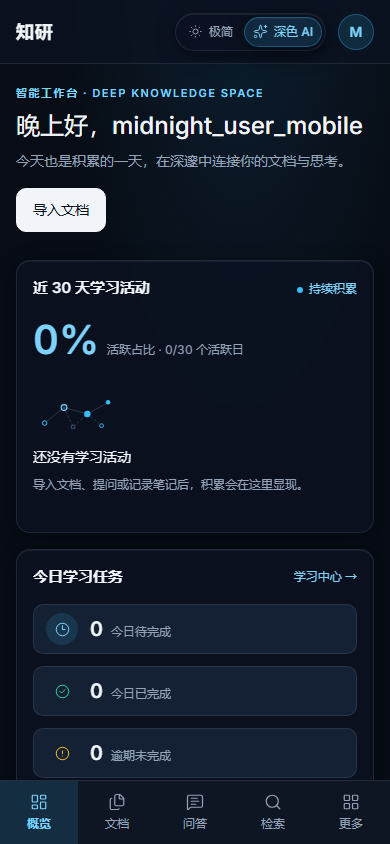 知研
极简
深色 AI
M
智能工作台 · DEEP KNOWLEDGE SPACE
晚上好，midnight_user_mobile
今天也是积累的一天，在深邃中连接你的文档与思考。
导入文档
近 30 天学习活动
持续积累
0% 活跃占比 · 0/30 个活跃日
还没有学习活动
导入文档、提问或记录笔记后，积累会在这里显现。
今日学习任务
学习中心 →
0 今日待完成
0 今日已完成
0 逾期未完成
概览
文档
问答
检索
更多